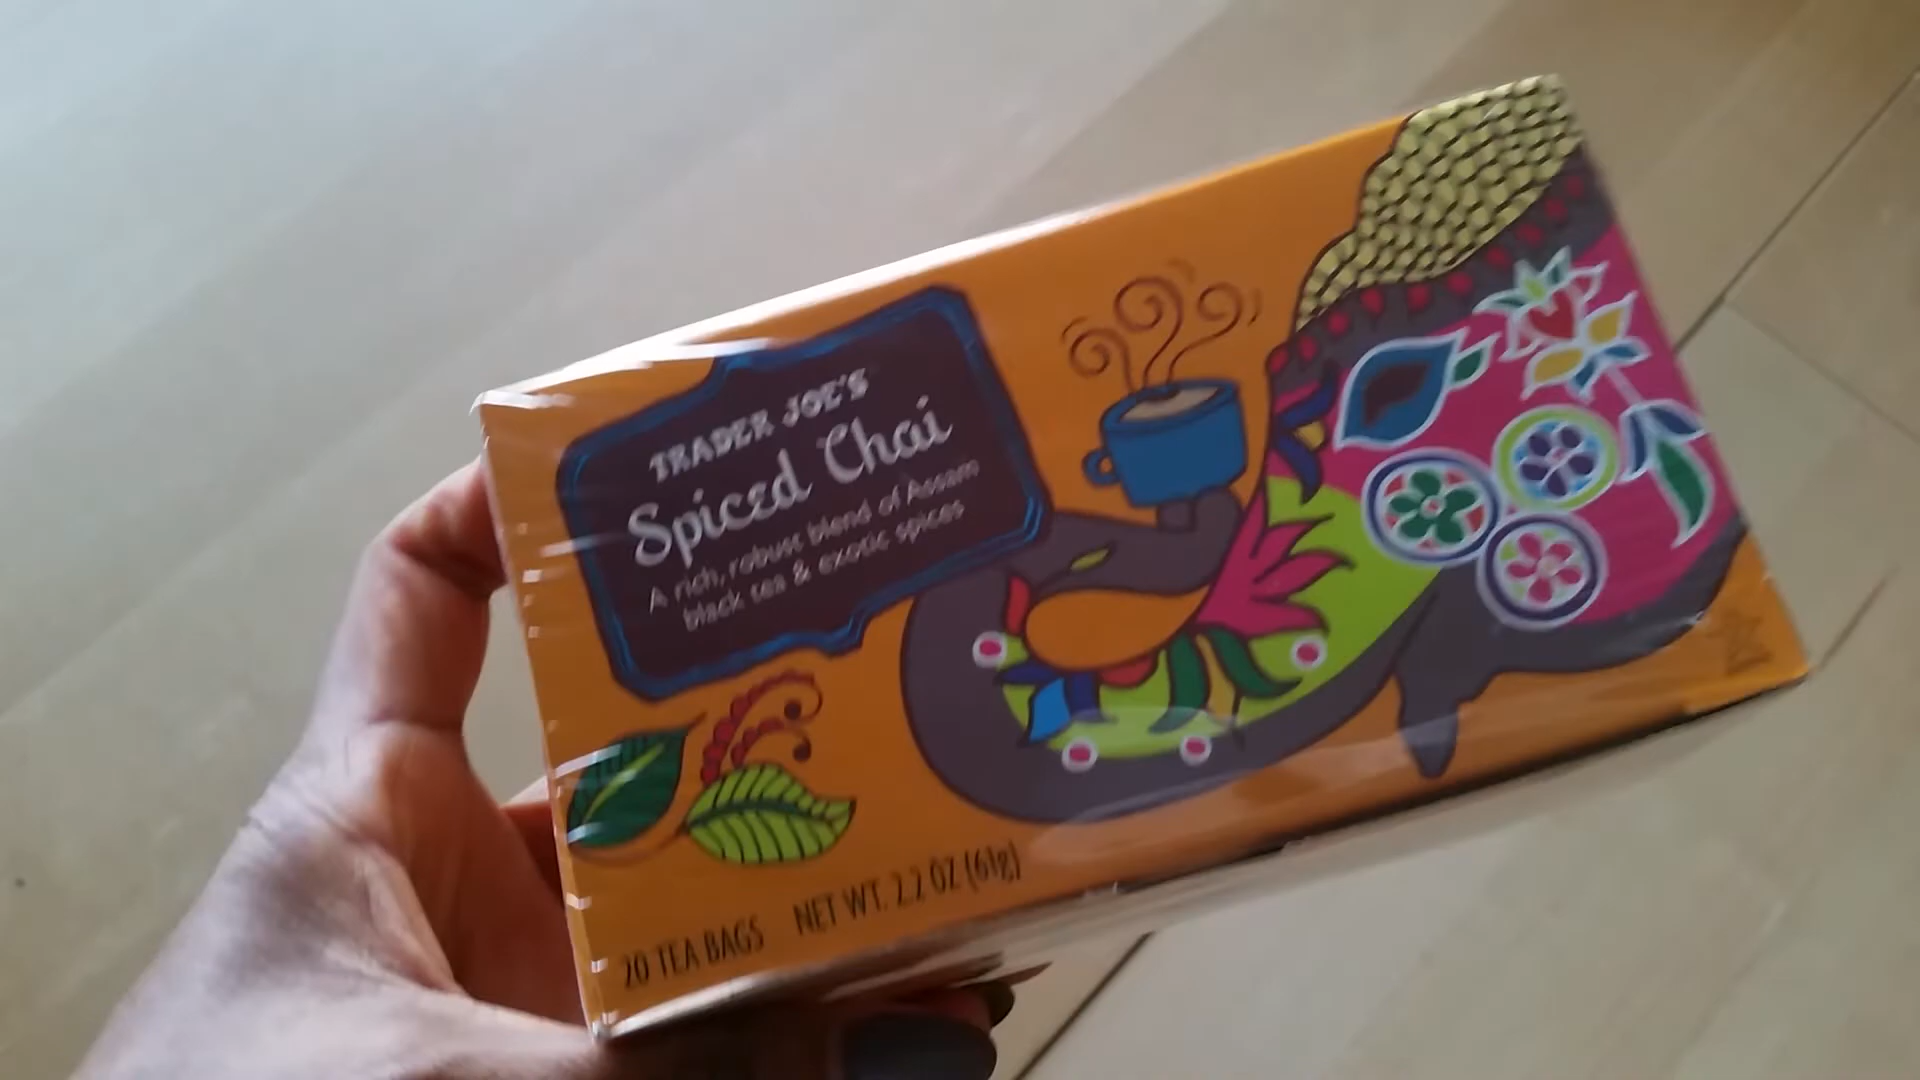 TRADER JOE'S
Spiced Chai
A rich, robust blend of Assam
black tea & exotic spices
20 TEA BAGS NET WT. 2.2 OZ (61g)